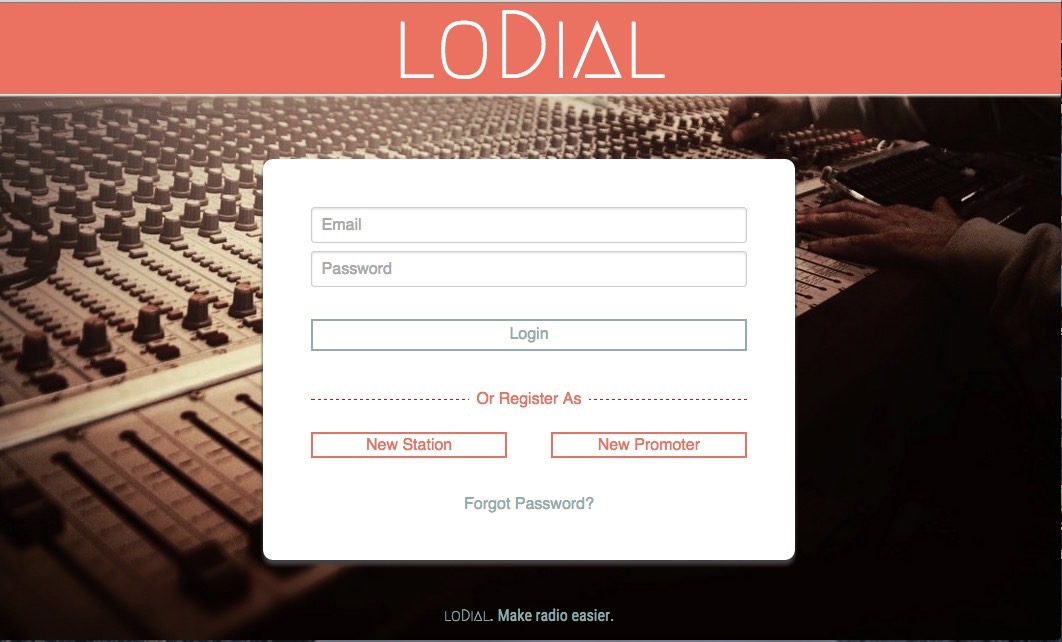 LODIAL
Email
Password
Login
Or Register As
New Station
New Promoter
Forgot Password?
LODIAL. Make radio easier.